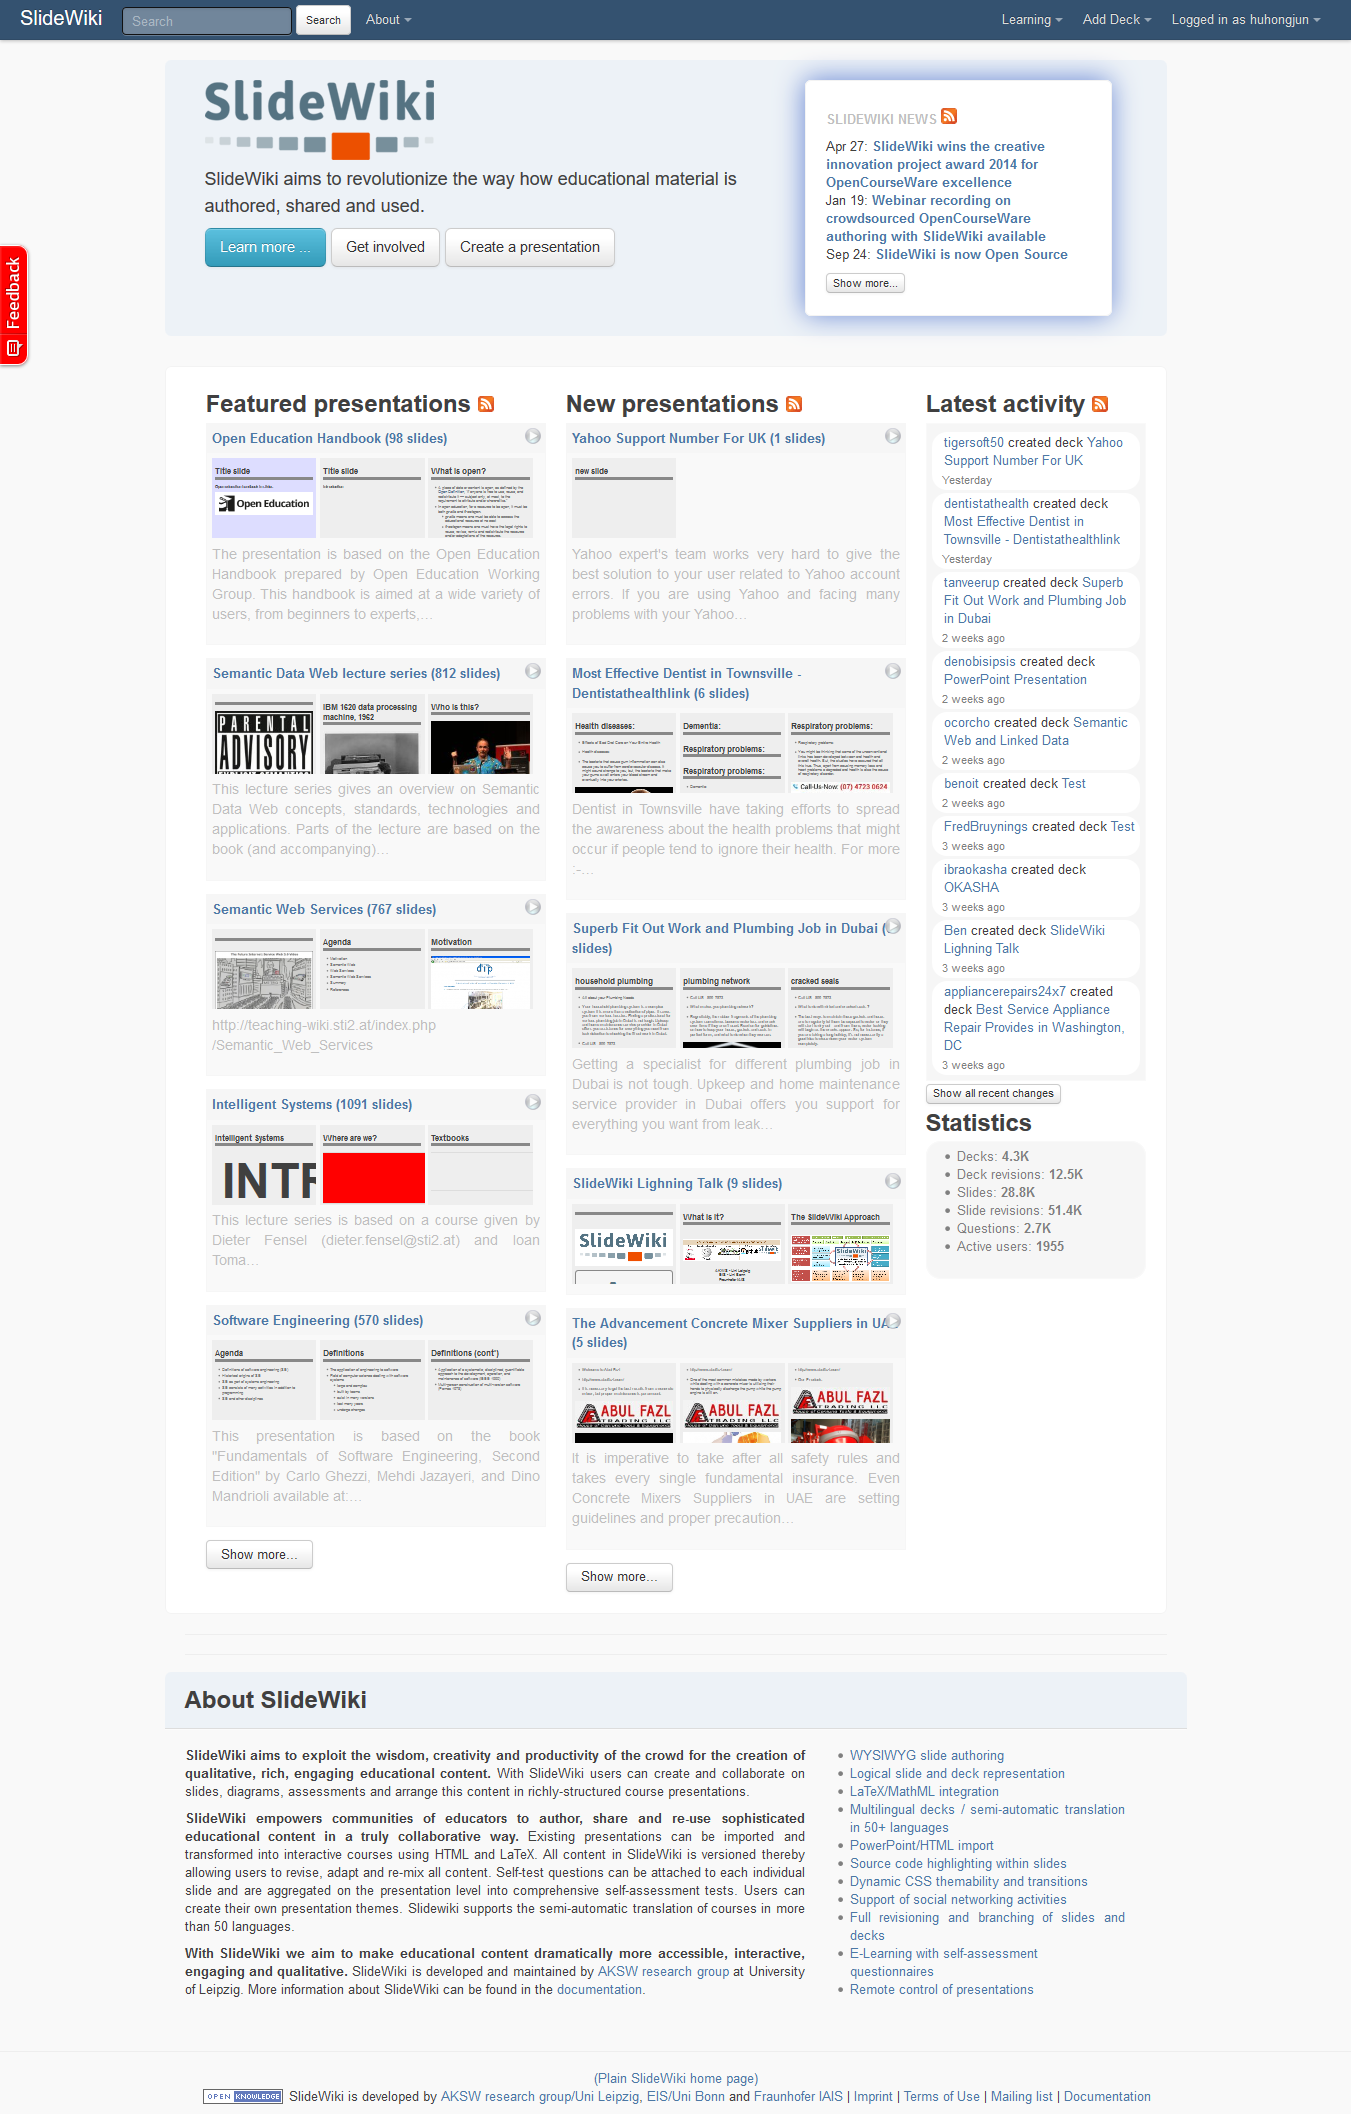 SlideWiki
Search
Search
About
Learning
Add Deck
Logged in as huhongjun
SlideWiki
SlideWiki aims to revolutionize the way how educational material is
authored, shared and used.
Learn more ...
Get involved
Create a presentation
Feedback
SLIDEWIKI NEWS
Apr 27: SlideWiki wins the creative
innovation project award 2014 for
OpenCourseWare excellence
Jan 19: Webinar recording on
crowdsourced OpenCourseWare
authoring with SlideWiki available
Sep 24: SlideWiki is now Open Source
Show more...
Featured presentations
Open Education Handbook (98 slides)
Title slide
Title slide
What is open?
Open Education
The presentation is based on the Open Education
Handbook prepared by Open Education Working
Group. This handbook is aimed at a wide variety of
users, from beginners to experts,...
Semantic Data Web lecture series (812 slides)
PARENTAL
ADVISORY
IBM 1620 data processing
machine, 1962
Who is this?
This lecture series gives an overview on Semantic
Data Web concepts, standards, technologies and
applications. Parts of the lecture are based on the
book (and accompanying)...
Semantic Web Services (767 slides)
Agenda
Motivation
Semantic Web
Web Services
Semantic Web Services
Summary
References
Motivation
http://teaching-wiki.sti2.at/index.php
/Semantic_Web_Services
Intelligent Systems (1091 slides)
Intelligent Systems
Where are we?
Textbooks
This lecture series is based on a course given by
Dieter Fensel (dieter.fensel@sti2.at) and Ioan
Toma...
Software Engineering (570 slides)
Agenda
Definitions
Definitions (cont')
This presentation is based on the book
"Fundamentals of Software Engineering, Second
Edition" by Carlo Ghezzi, Mehdi Jazayeri, and Dino
Mandrioli available at:...
Show more...
New presentations
Yahoo Support Number For UK (1 slides)
new slide
Yahoo expert's team works very hard to give the
best solution to your user related to Yahoo account
errors. If you are using Yahoo and facing many
problems with your Yahoo...
Most Effective Dentist in Townsville -
Dentistathealthlink (6 slides)
Health diseases:
Dementia:
Respiratory problems:
Respiratory problems:
Respiratory problems:
Call-Us-Now: (07) 4723 0624
Dentist in Townsville have taking efforts to spread
the awareness about the health problems that might
occur if people tend to ignore their health. For more
:-...
Superb Fit Out Work and Plumbing Job in Dubai (
slides)
household plumbing
plumbing network
cracked seals
Getting a specialist for different plumbing job in
Dubai is not tough. Upkeep and home maintenance
service provider in Dubai offers you support for
everything you want from leak...
SlideWiki Lighning Talk (9 slides)
SlideWiki
What is it?
The SlideWiki Approach
The Advancement Concrete Mixer Suppliers in UAE
(5 slides)
ABUL FAZL
TRADING LLC
ABUL FAZL
TRADING LLC
ABUL FAZL
TRADING LLC
It is imperative to take after all safety rules and
takes every single fundamental insurance. Even
Concrete Mixers Suppliers in UAE are setting
guidelines and proper precaution...
Show more...
Latest activity
tigersoft50 created deck Yahoo
Support Number For UK
Yesterday
dentistathealth created deck
Most Effective Dentist in
Townsville - Dentistathealthlink
Yesterday
tanveerup created deck Superb
Fit Out Work and Plumbing Job
in Dubai
2 weeks ago
denobisipsis created deck
PowerPoint Presentation
2 weeks ago
ocorcho created deck Semantic
Web and Linked Data
2 weeks ago
benoit created deck Test
2 weeks ago
FredBruynings created deck Test
3 weeks ago
ibraokasha created deck
OKASHA
3 weeks ago
Ben created deck SlideWiki
Lighning Talk
3 weeks ago
appliancerepairs24x7 created
deck Best Service Appliance
Repair Provides in Washington,
DC
3 weeks ago
Show all recent changes
Statistics
Decks: 4.3K
Deck revisions: 12.5K
Slides: 28.8K
Slide revisions: 51.4K
Questions: 2.7K
Active users: 1955
About SlideWiki
SlideWiki aims to exploit the wisdom, creativity and productivity of the crowd for the creation of
qualitative, rich, engaging educational content. With SlideWiki users can create and collaborate on
slides, diagrams, assessments and arrange this content in richly-structured course presentations.
SlideWiki empowers communities of educators to author, share and re-use sophisticated
educational content in a truly collaborative way. Existing presentations can be imported and
transformed into interactive courses using HTML and LaTeX. All content in SlideWiki is versioned thereby
allowing users to revise, adapt and re-mix all content. Self-test questions can be attached to each individual
slide and are aggregated on the presentation level into comprehensive self-assessment tests. Users can
create their own presentation themes. Slidewiki supports the semi-automatic translation of courses in more
than 50 languages.
With SlideWiki we aim to make educational content dramatically more accessible, interactive,
engaging and qualitative. SlideWiki is developed and maintained by AKSW research group at University
of Leipzig. More information about SlideWiki can be found in the documentation.
WYSIWYG slide authoring
Logical slide and deck representation
LaTeX/MathML integration
Multilingual decks / semi-automatic translation
in 50+ languages
PowerPoint/HTML import
Source code highlighting within slides
Dynamic CSS themability and transitions
Support of social networking activities
Full revisioning and branching of slides and
decks
E-Learning with self-assessment
questionnaires
Remote control of presentations
(Plain SlideWiki home page)
OPEN KNOWLEDGE SlideWiki is developed by AKSW research group/Uni Leipzig, EIS/Uni Bonn and Fraunhofer IAIS | Imprint | Terms of Use | Mailing list | Documentation